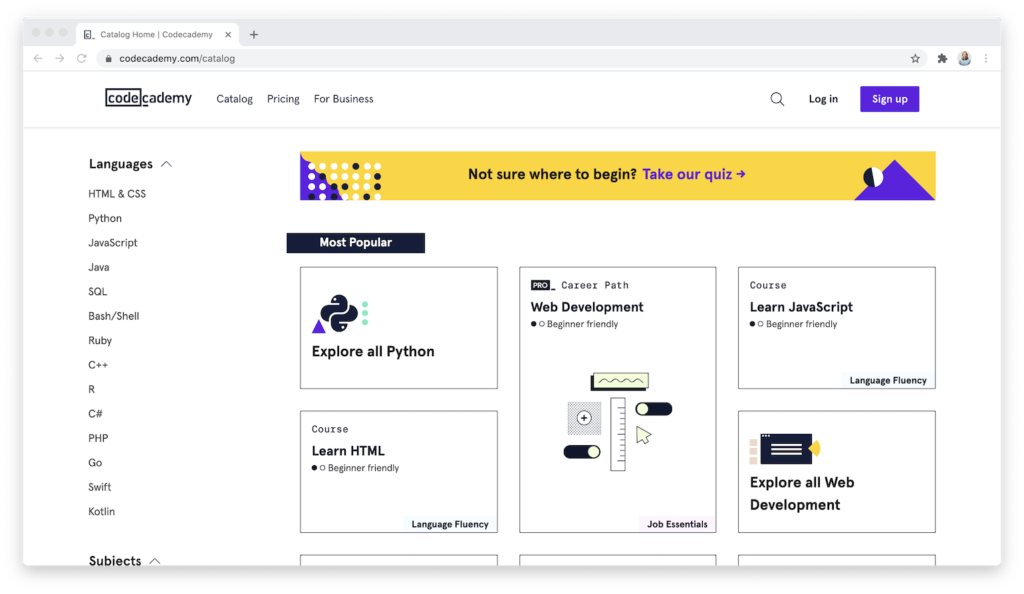 Catalog Home | Codecademy
codecademy.com/catalog
codecademy
Catalog
Pricing
For Business
Log in
Sign up
Languages
HTML & CSS
Python
JavaScript
Java
SQL
Bash/Shell
Ruby
C++
R
C#
PHP
Go
Swift
Kotlin
Subjects
Not sure where to begin? Take our quiz →
Most Popular
Explore all Python
PRO Career Path
Web Development
Beginner friendly
Job Essentials
Course
Learn JavaScript
Beginner friendly
Language Fluency
Course
Learn HTML
Beginner friendly
Language Fluency
Explore all Web
Development